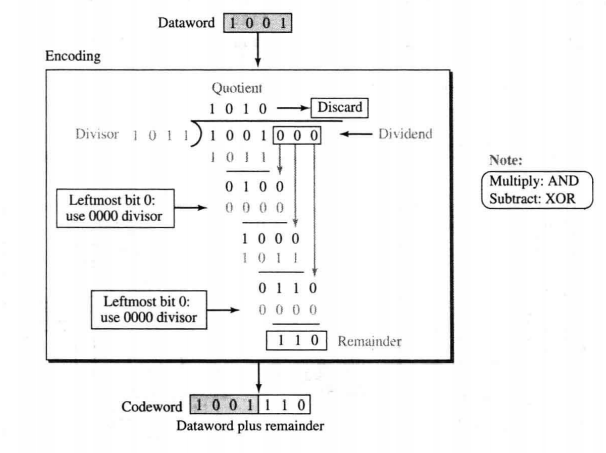 Dataword 1 0 0 1
Encoding
Quotient
1 0 1 0 Discard
Divisor 1 0 1 1 1 0 0 1 0 0 0 Dividend
1 0 1 1
Note:
Multiply: AND
Subtract: XOR
Leftmost bit 0:
use 0000 divisor
0 1 0 0
0 0 0 0
1 0 0 0
1 0 1 1
Leftmost bit 0:
use 0000 divisor
0 1 1 0
0 0 0 0
1 1 0 Remainder
Codeword 1 0 0 1 1 1 0
Dataword plus remainder